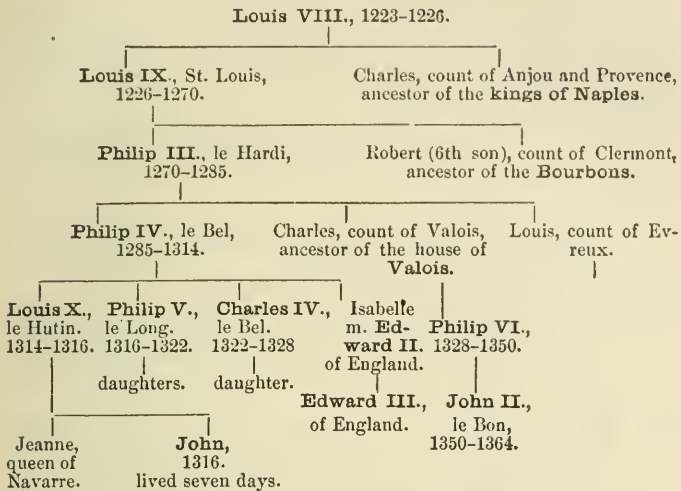 Louis VIII., 1223–1226.
Louis IX., St. Louis,
1226–1270.
Charles, count of Anjou and Provence,
ancestor of the kings of Naples.
Philip III., le Hardi,
1270–1285.
Robert (6th son), count of Clermont,
ancestor of the Bourbons.
Philip IV., le Bel,
1285–1314.
Charles, count of Valois,
ancestor of the house of
Valois.
Louis, count of Ev-
reux.
Louis X.,
le Hutin.
1314–1316.
Philip V.,
le Long.
1316–1322.
Charles IV.,
le Bel.
1322–1328
Isabelle
m. Ed-
ward II.
of England.
Philip VI.,
1328–1350.
daughters.
daughter.
Edward III.,
of England.
John II.,
le Bon,
1350–1364.
Jeanne,
queen of
Navarre.
John,
1316.
lived seven days.